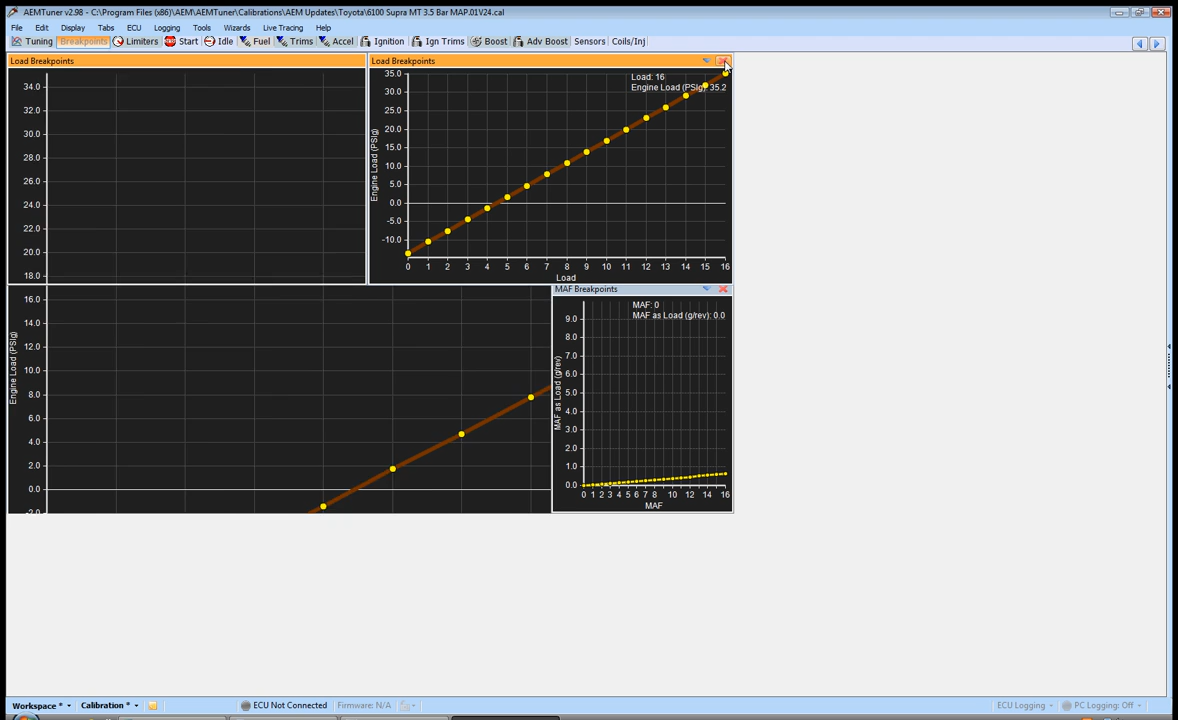 AEMTuner v2.98 - C:\Program Files (x86)\AEM\AEMTuner\Calibrations\AEM Updates\Toyota\6100 Supra MT 3.5 Bar MAP.01V24.cal
File Edit Display Tabs ECU Logging Tools Wizards Live Tracing Help
Tuning Breakpoints Limiters Start Idle Fuel Trims Accel Ignition Ign Trims Boost Adv Boost Sensors Coils/Inj
Load Breakpoints
34.0
32.0
30.0
28.0
26.0
24.0
22.0
20.0
18.0
Load Breakpoints
Load: 16
Engine Load (PSIg): 35.2
35.0
30.0
25.0
20.0
15.0
10.0
5.0
0.0
-5.0
-10.0
Engine Load (PSIg)
0 1 2 3 4 5 6 7 8 9 10 11 12 13 14 15 16
Load
16.0
14.0
12.0
10.0
8.0
6.0
4.0
2.0
0.0
-2.0
Engine Load (PSIg)
MAF Breakpoints
MAF: 0
MAF as Load (g/rev): 0.0
9.0
8.0
7.0
6.0
5.0
4.0
3.0
2.0
1.0
0.0
MAF as Load (g/rev)
0 1 2 3 4 5 6 7 8 10 12 14 16
MAF
Workspace * Calibration * ECU Not Connected Firmware: N/A ECU Logging PC Logging: Off